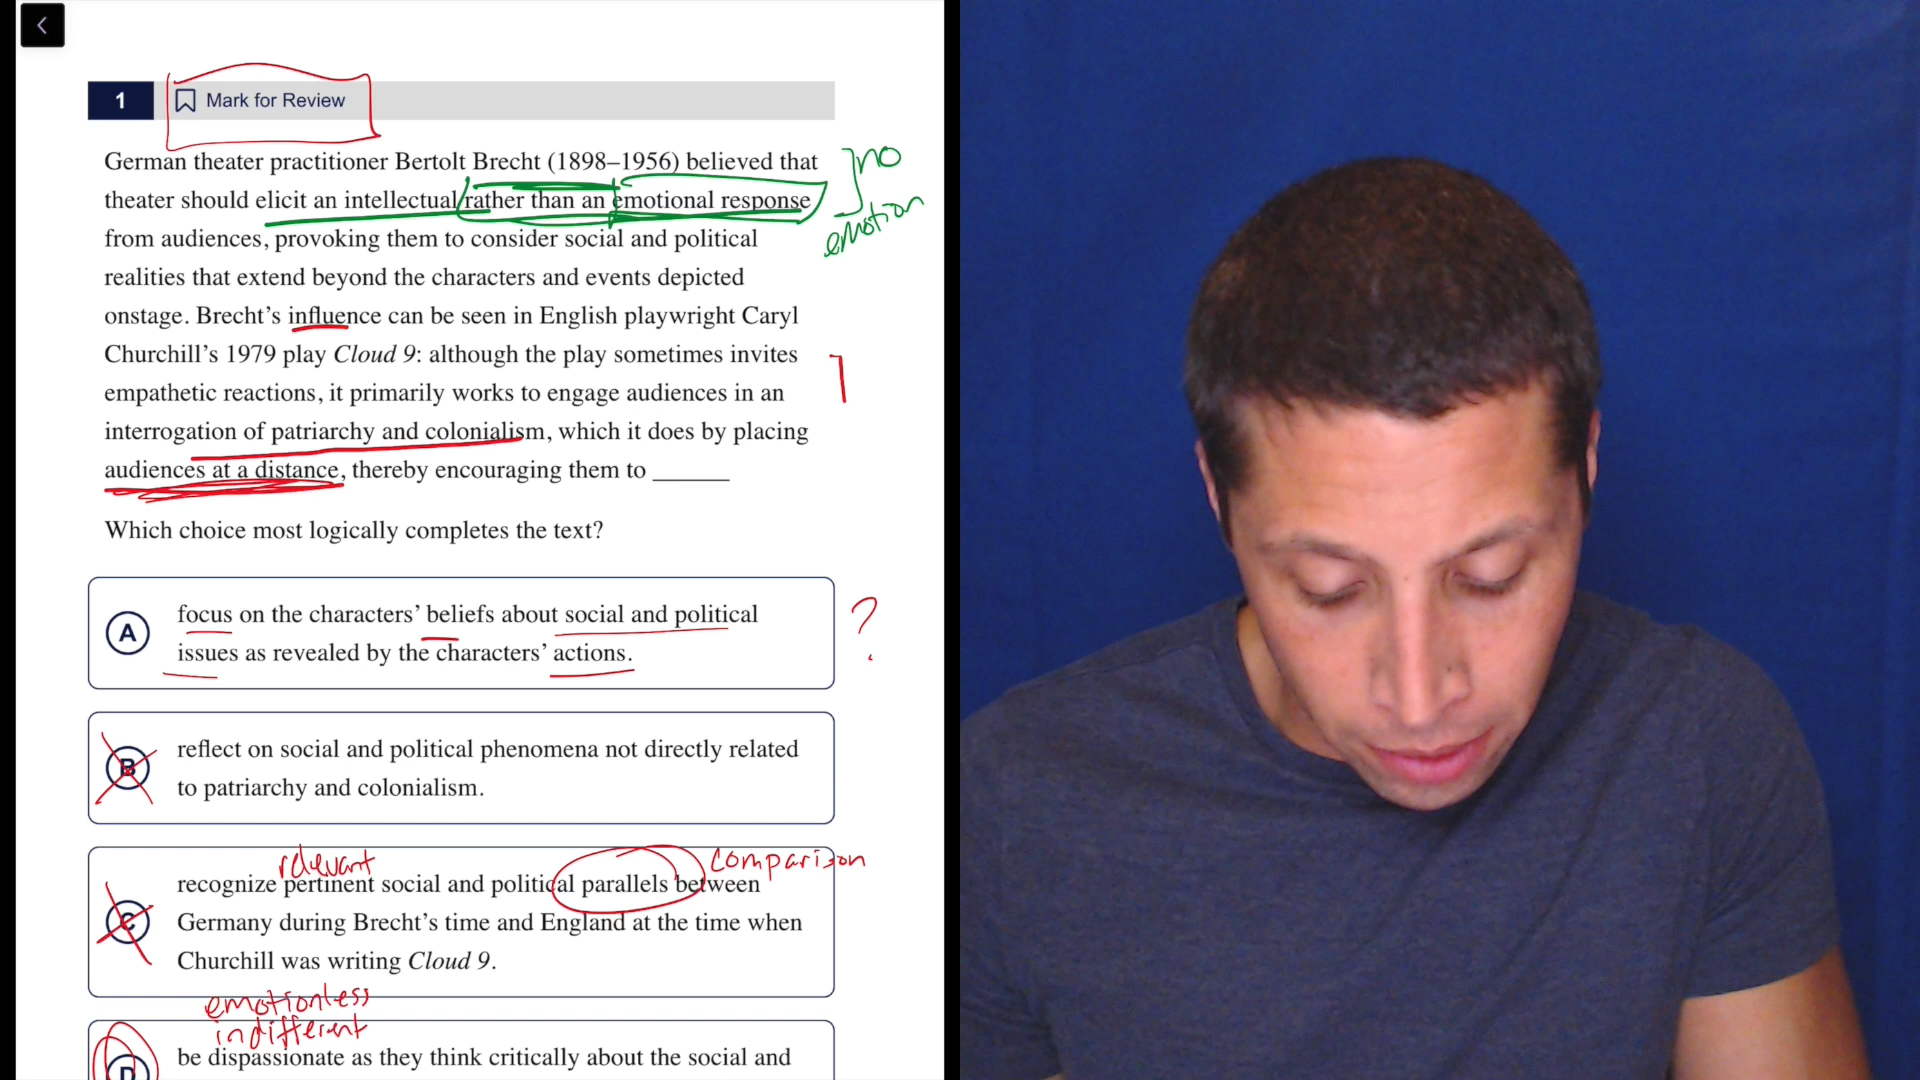 1 Mark for Review
German theater practitioner Bertolt Brecht (1898–1956) believed that
theater should elicit an intellectual rather than an emotional response
from audiences, provoking them to consider social and political
realities that extend beyond the characters and events depicted
onstage. Brecht’s influence can be seen in English playwright Caryl
Churchill’s 1979 play Cloud 9: although the play sometimes invites
empathetic reactions, it primarily works to engage audiences in an
interrogation of patriarchy and colonialism, which it does by placing
audiences at a distance, thereby encouraging them to ______
no
emotion
Which choice most logically completes the text?
A
focus on the characters’ beliefs about social and political
issues as revealed by the characters’ actions.
?
B
reflect on social and political phenomena not directly related
to patriarchy and colonialism.
relevant
comparison
C
recognize pertinent social and political parallels between
Germany during Brecht’s time and England at the time when
Churchill was writing Cloud 9.
emotionless
indifferent
D
be dispassionate as they think critically about the social and